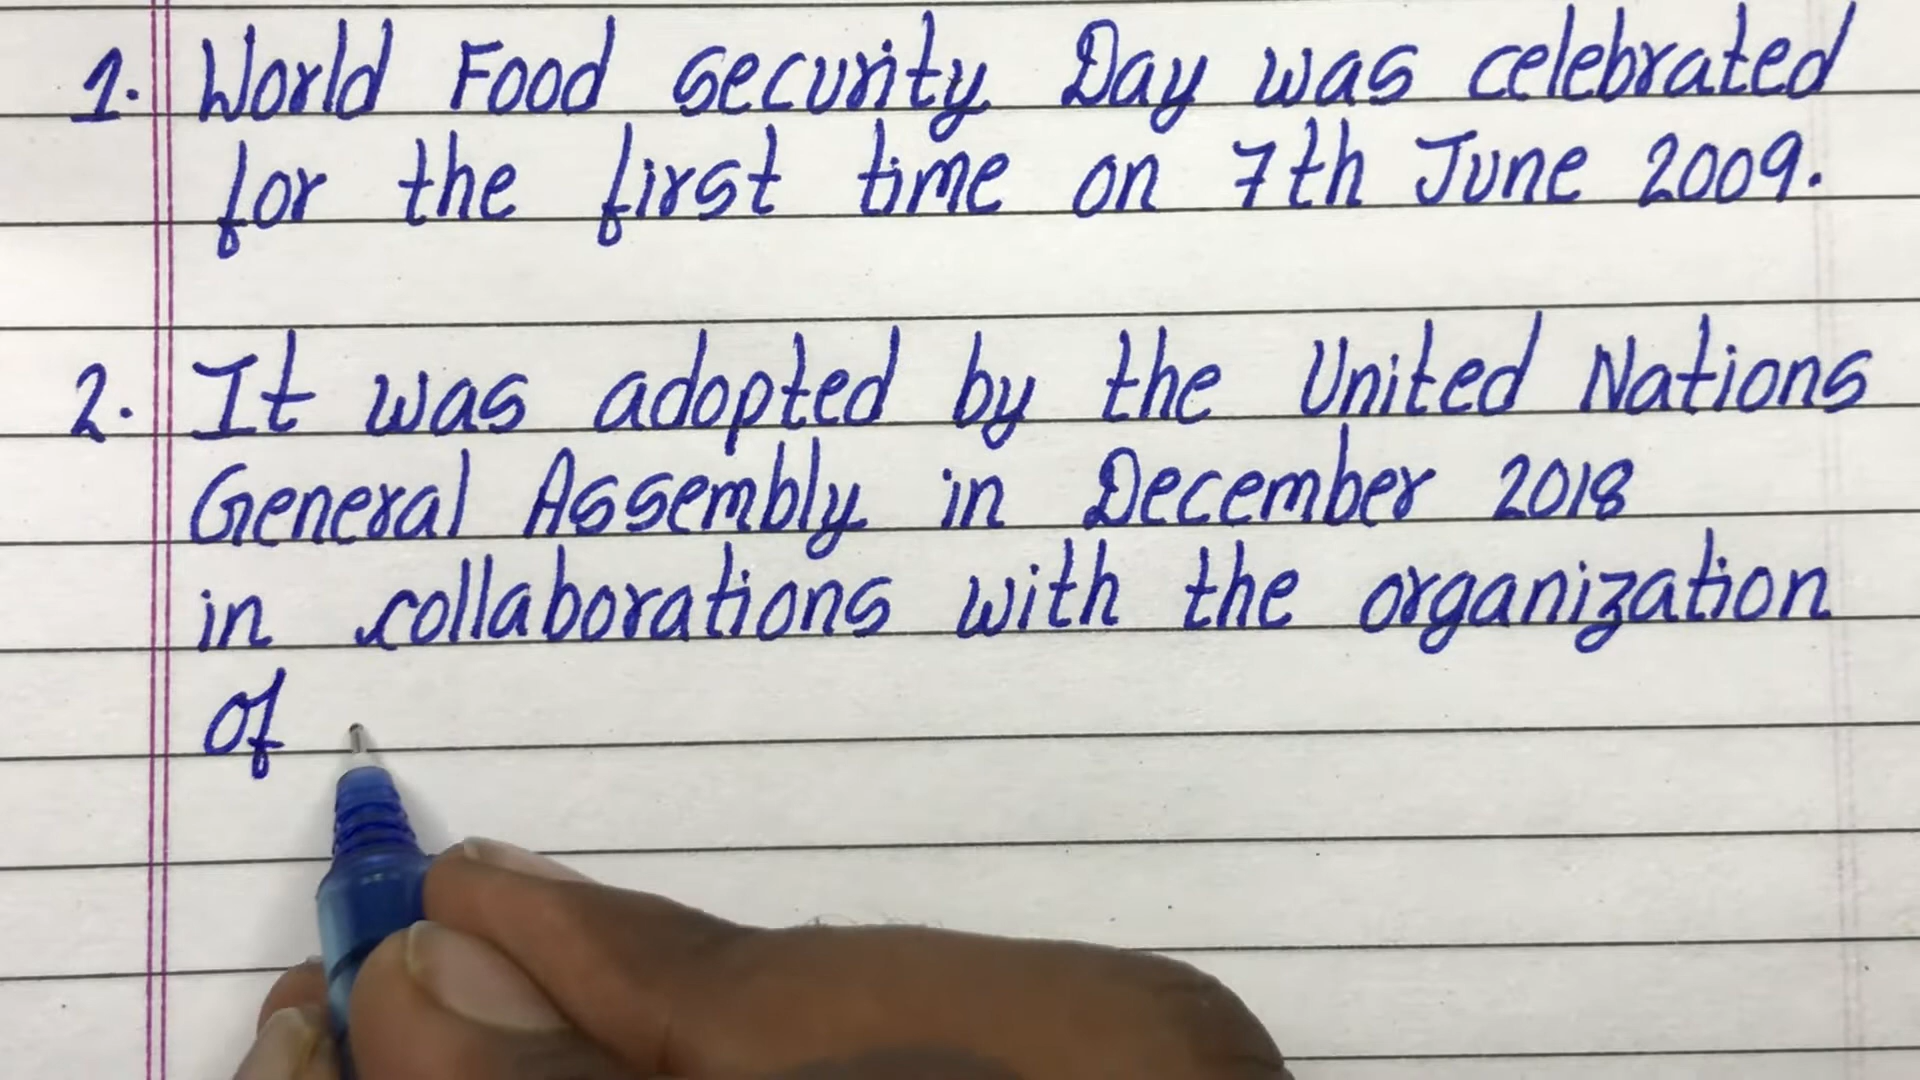 1. World Food security Day was celebrated
for the first time on 7th June 2009.
2. It was adopted by the United Nations
General Assembly in December 2018
in collaborations with the organization
of